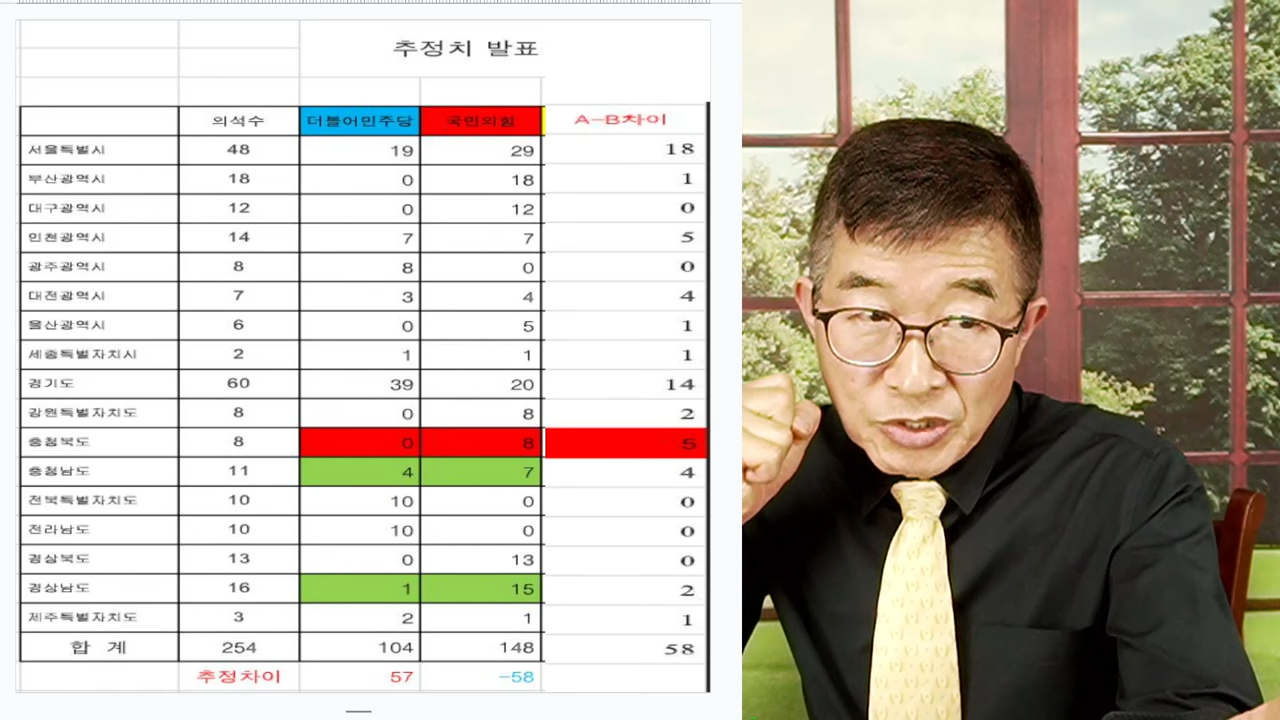 추정치 발표
의석수 더불어민주당 국민의힘 A-B차이
서울특별시 48 19 29 18
부산광역시 18 0 18 1
대구광역시 12 0 12 0
인천광역시 14 7 7 5
광주광역시 8 8 0 0
대전광역시 7 3 4 4
울산광역시 6 0 5 1
세종특별자치시 2 1 1 1
경기도 60 39 20 14
강원특별자치도 8 0 8 2
충청북도 8 0 8 5
충청남도 11 4 7 4
전북특별자치도 10 10 0 0
전라남도 10 10 0 0
경상북도 13 0 13 0
경상남도 16 1 15 2
제주특별자치도 3 2 1 1
합 계 254 104 148 58
추정차이 57 -58